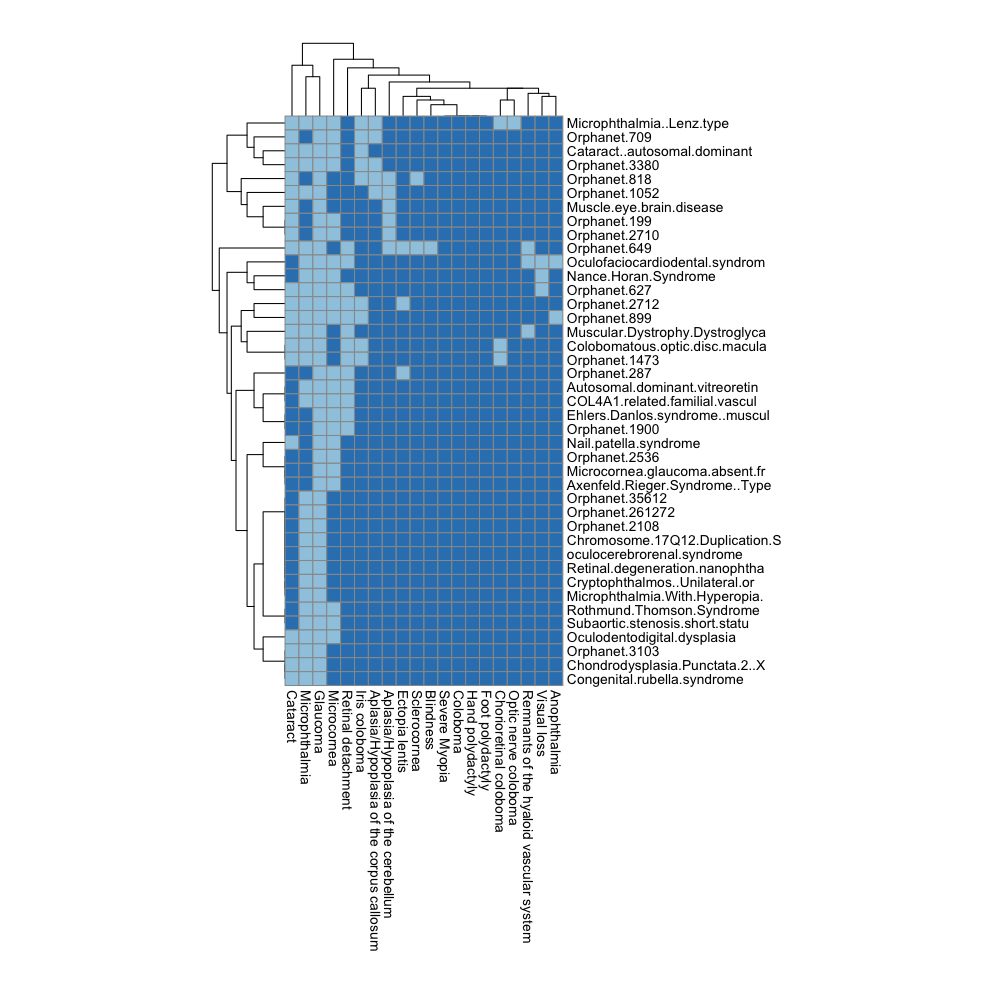 Microphthalmia..Lenz.type
Orphanet.709
Cataract..autosomal.dominant
Orphanet.3380
Orphanet.818
Orphanet.1052
Muscle.eye.brain.disease
Orphanet.199
Orphanet.2710
Orphanet.649
Oculofaciocardiodental.syndrom
Nance.Horan.Syndrome
Orphanet.627
Orphanet.2712
Orphanet.899
Muscular.Dystrophy.Dystroglyca
Colobomatous.optic.disc.macula
Orphanet.1473
Orphanet.287
Autosomal.dominant.vitreoretin
COL4A1.related.familial.vascul
Ehlers.Danlos.syndrome..muscul
Orphanet.1900
Nail.patella.syndrome
Orphanet.2536
Microcornea.glaucoma.absent.fr
Axenfeld.Rieger.Syndrome..Type
Orphanet.35612
Orphanet.261272
Orphanet.2108
Chromosome.17Q12.Duplication.S
oculocerebrorenal.syndrome
Retinal.degeneration.nanophtha
Cryptophthalmos..Unilateral.or
Microphthalmia.With.Hyperopia.
Rothmund.Thomson.Syndrome
Subaortic.stenosis.short.statu
Oculodentodigital.dysplasia
Orphanet.3103
Chondrodysplasia.Punctata.2..X
Congenital.rubella.syndrome
Cataract
Microphthalmia
Glaucoma
Microcornea
Retinal detachment
Iris coloboma
Aplasia/Hypoplasia of the corpus callosum
Aplasia/Hypoplasia of the cerebellum
Ectopia lentis
Sclerocornea
Blindness
Severe Myopia
Coloboma
Hand polydactyly
Foot polydactyly
Chorioretinal coloboma
Optic nerve coloboma
Remnants of the hyaloid vascular system
Visual loss
Anophthalmia